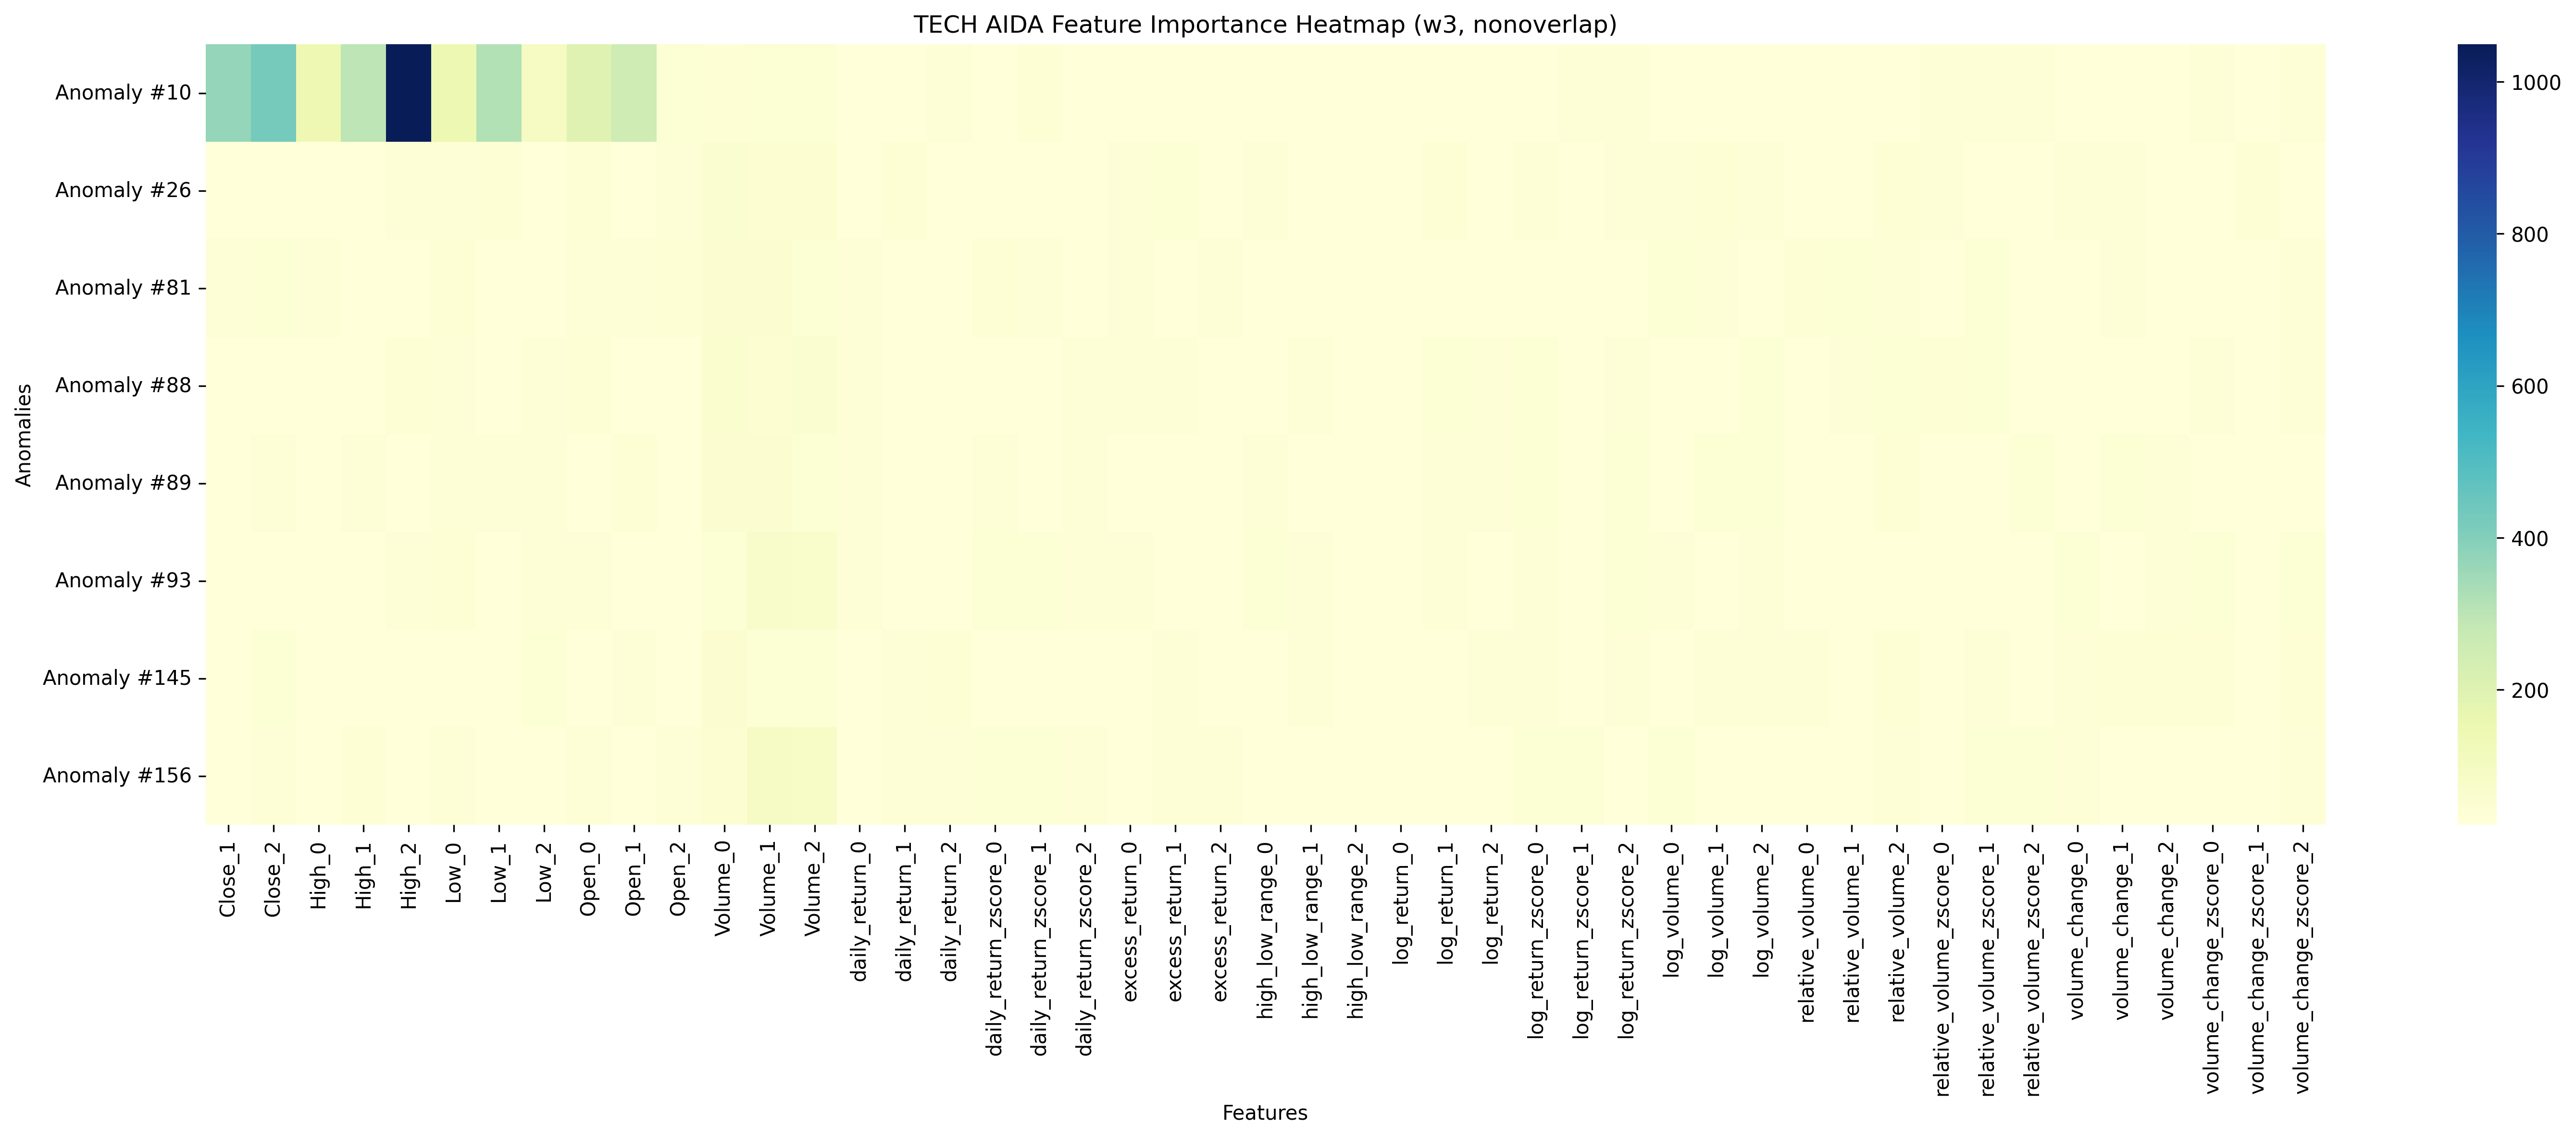 TECH AIDA Feature Importance Heatmap (w3, nonoverlap)
Anomalies
Anomaly #10
Anomaly #26
Anomaly #81
Anomaly #88
Anomaly #89
Anomaly #93
Anomaly #145
Anomaly #156
1000
800
600
400
200
Close_1
Close_2
High_0
High_1
High_2
Low_0
Low_1
Low_2
Open_0
Open_1
Open_2
Volume_0
Volume_1
Volume_2
daily_return_0
daily_return_1
daily_return_2
daily_return_zscore_0
daily_return_zscore_1
daily_return_zscore_2
excess_return_0
excess_return_1
excess_return_2
high_low_range_0
high_low_range_1
high_low_range_2
log_return_0
log_return_1
log_return_2
log_return_zscore_0
log_return_zscore_1
log_return_zscore_2
log_volume_0
log_volume_1
log_volume_2
relative_volume_0
relative_volume_1
relative_volume_2
relative_volume_zscore_0
relative_volume_zscore_1
relative_volume_zscore_2
volume_change_0
volume_change_1
volume_change_2
volume_change_zscore_0
volume_change_zscore_1
volume_change_zscore_2
Features